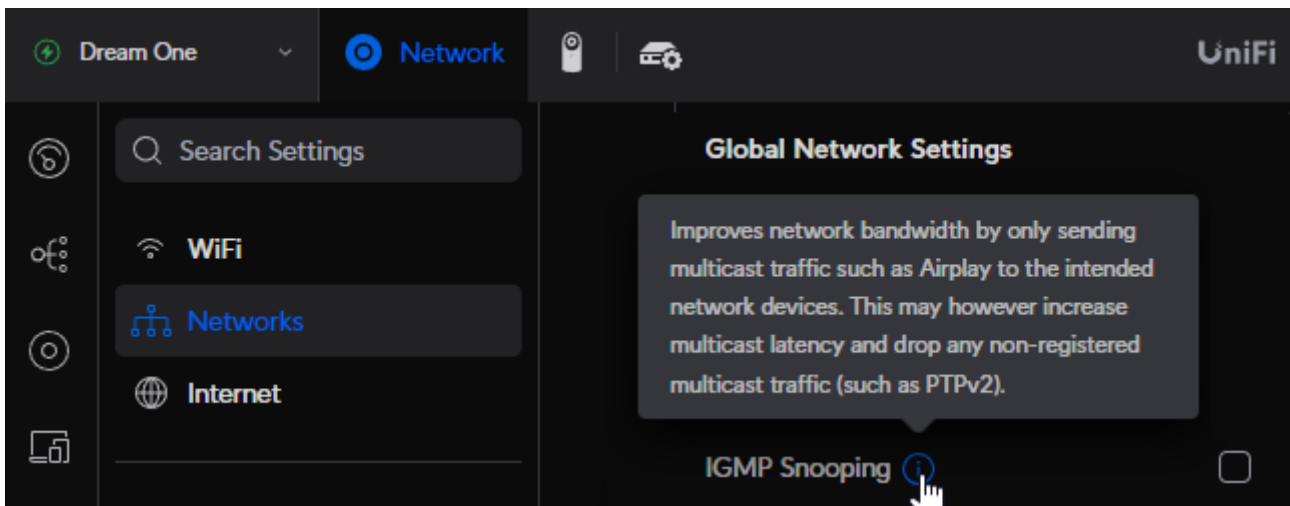 Dream One
Network
UniFi
Search Settings
WiFi
Networks
Internet
Global Network Settings
Improves network bandwidth by only sending
multicast traffic such as Airplay to the intended
network devices. This may however increase
multicast latency and drop any non-registered
multicast traffic (such as PTPv2).
IGMP Snooping